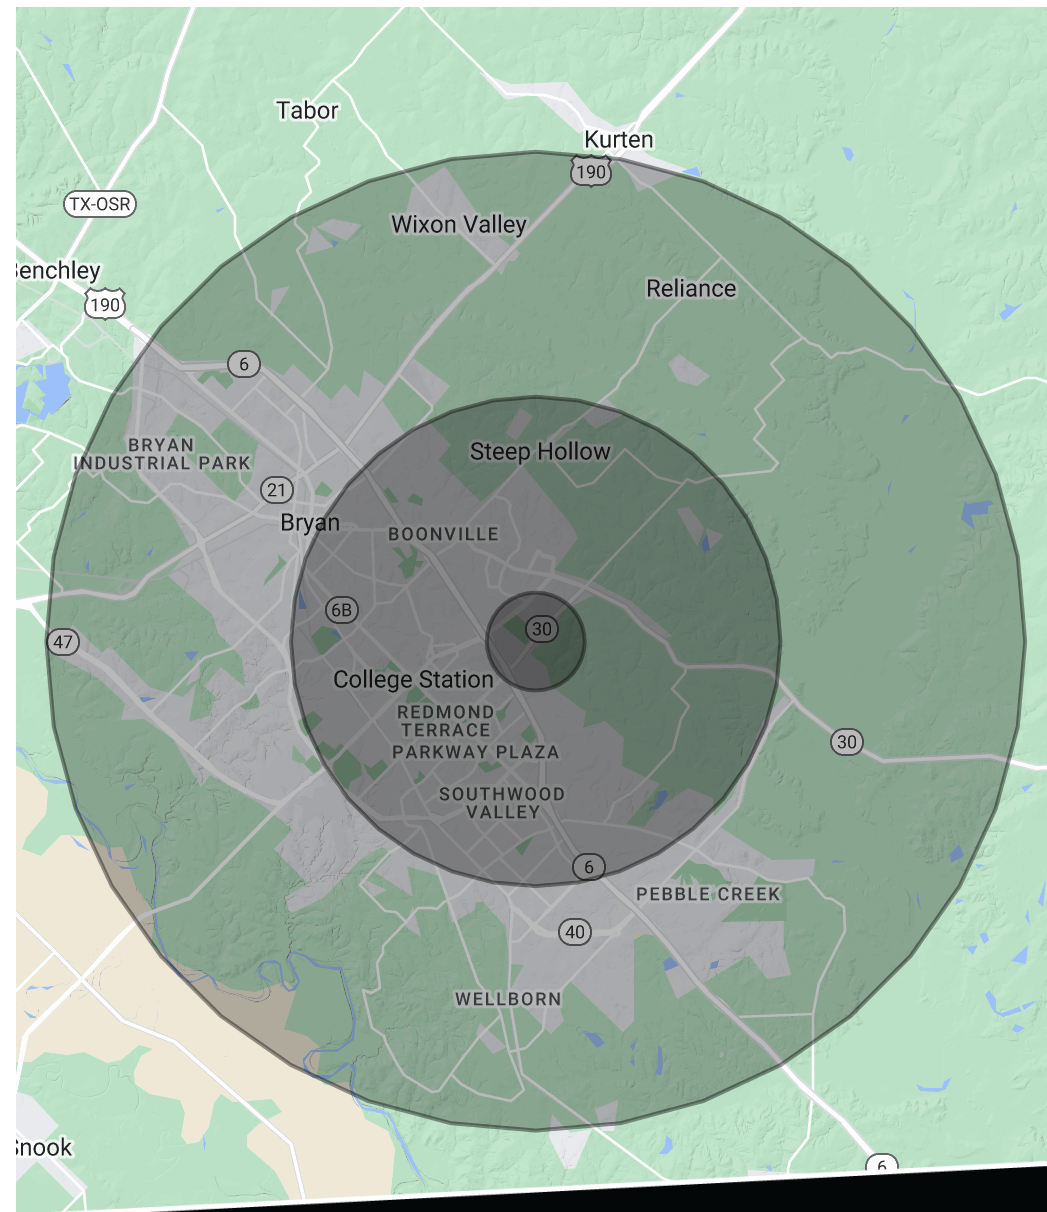 Tabor
Kurten
190
TX-OSR
Wixon Valley
Benchley
Reliance
190
6
BRYAN
INDUSTRIAL PARK
Steep Hollow
21
Bryan
BOONVILLE
6B
30
47
College Station
REDMOND
TERRACE
PARKWAY PLAZA
30
SOUTHWOOD
VALLEY
6
PEBBLE CREEK
40
WELLBORN
Snook
6